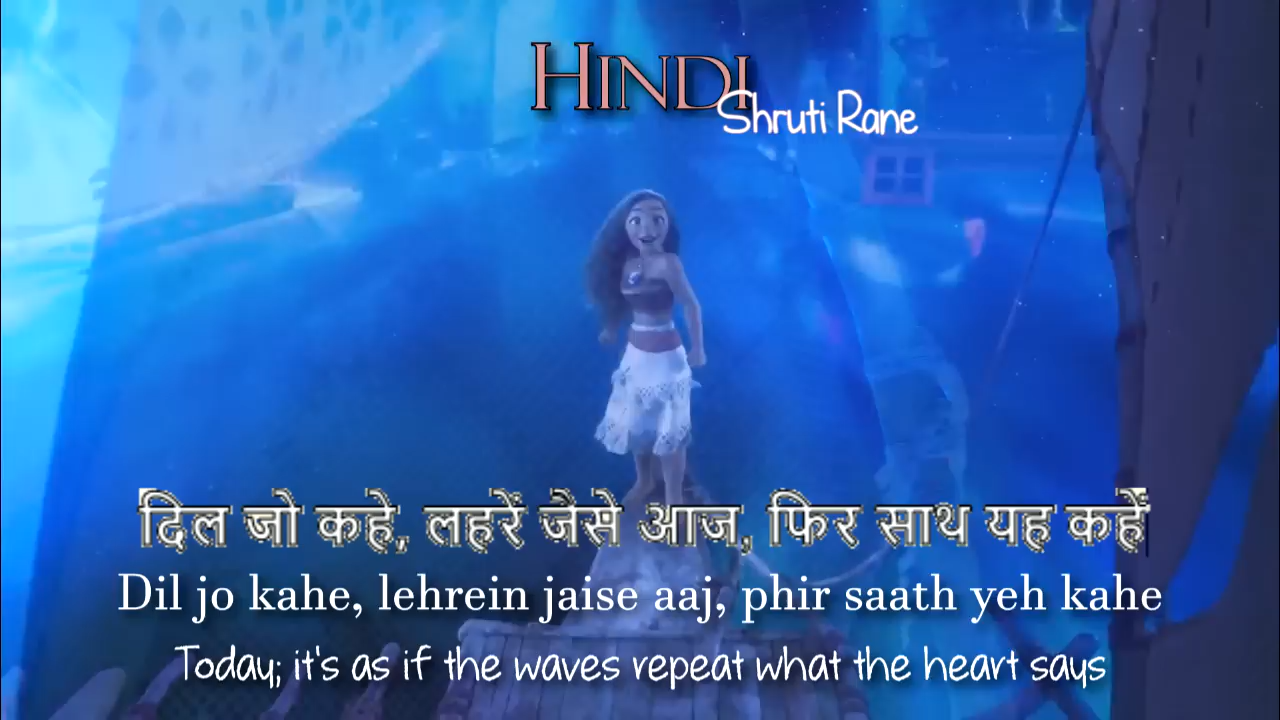 HINDI
Shruti Rane
दिल जो कहे, लहरें जैसे आज, फिर साथ यह कहें
Dil jo kahe, lehrein jaise aaj, phir saath yeh kahe
Today; it's as if the waves repeat what the heart says